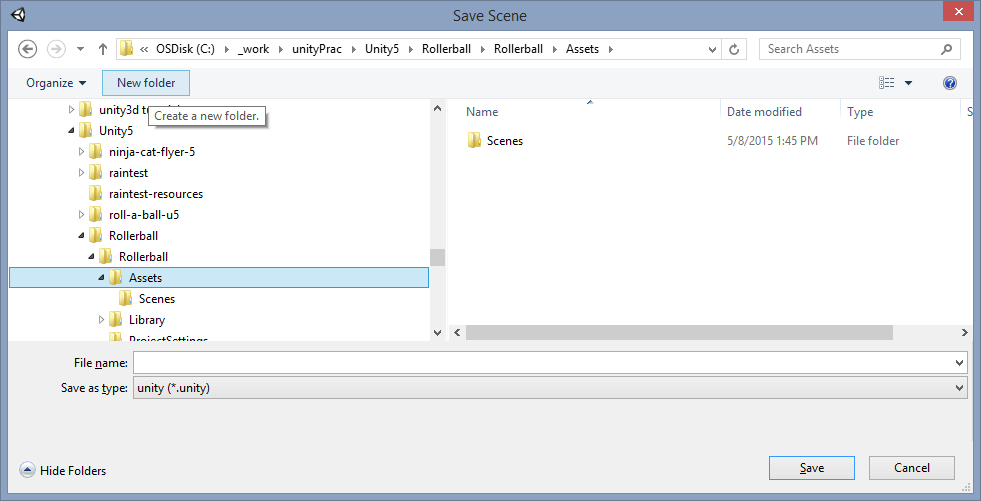 Save Scene
« OSDisk (C:) _work unityPrac Unity5 Rollerball Rollerball Assets
Search Assets
Organize New folder
unity3d
Create a new folder.
Unity5
ninja-cat-flyer-5
raintest
raintest-resources
roll-a-ball-u5
Rollerball
Rollerball
Assets
Scenes
Library
ProjectSettings
Name Date modified Type S
Scenes 5/8/2015 1:45 PM File folder
File name:
Save as type: unity (*.unity)
Hide Folders
Save Cancel